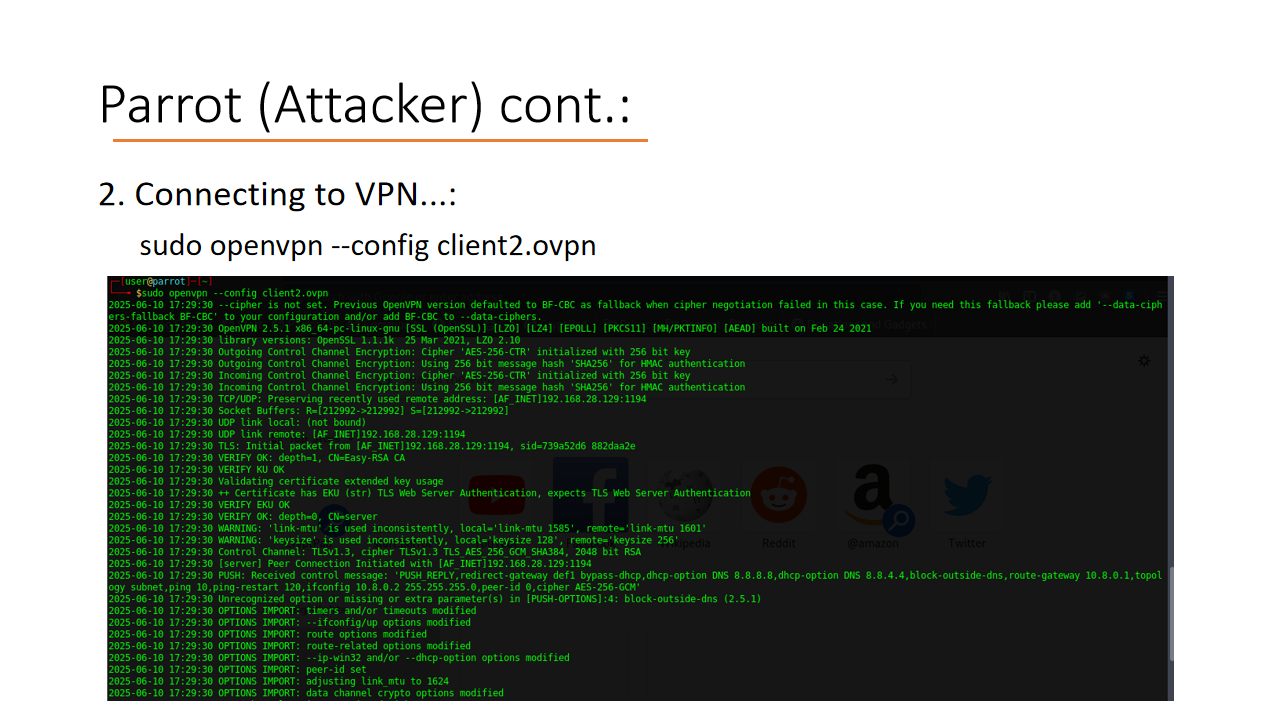 Parrot (Attacker) cont.:
2. Connecting to VPN...:
sudo openvpn --config client2.ovpn
[user@parrot]─[~]
$sudo openvpn --config client2.ovpn
2025-06-10 17:29:30 --cipher is not set. Previous OpenVPN version defaulted to BF-CBC as fallback when cipher negotiation failed in this case. If you need this fallback please add '--data-ciph
ers-fallback BF-CBC' to your configuration and/or add BF-CBC to --data-ciphers.
2025-06-10 17:29:30 OpenVPN 2.5.1 x86_64-pc-linux-gnu [SSL (OpenSSL)] [LZO] [LZ4] [EPOLL] [PKCS11] [MH/PKTINFO] [AEAD] built on Feb 24 2021
2025-06-10 17:29:30 library versions: OpenSSL 1.1.1k  25 Mar 2021, LZO 2.10
2025-06-10 17:29:30 Outgoing Control Channel Encryption: Cipher 'AES-256-CTR' initialized with 256 bit key
2025-06-10 17:29:30 Outgoing Control Channel Encryption: Using 256 bit message hash 'SHA256' for HMAC authentication
2025-06-10 17:29:30 Incoming Control Channel Encryption: Cipher 'AES-256-CTR' initialized with 256 bit key
2025-06-10 17:29:30 Incoming Control Channel Encryption: Using 256 bit message hash 'SHA256' for HMAC authentication
2025-06-10 17:29:30 TCP/UDP: Preserving recently used remote address: [AF_INET]192.168.28.129:1194
2025-06-10 17:29:30 Socket Buffers: R=[212992->212992] S=[212992->212992]
2025-06-10 17:29:30 UDP link local: (not bound)
2025-06-10 17:29:30 UDP link remote: [AF_INET]192.168.28.129:1194
2025-06-10 17:29:30 TLS: Initial packet from [AF_INET]192.168.28.129:1194, sid=739a52d6 882daa2e
2025-06-10 17:29:30 VERIFY OK: depth=1, CN=Easy-RSA CA
2025-06-10 17:29:30 VERIFY KU OK
2025-06-10 17:29:30 Validating certificate extended key usage
2025-06-10 17:29:30 ++ Certificate has EKU (str) TLS Web Server Authentication, expects TLS Web Server Authentication
2025-06-10 17:29:30 VERIFY EKU OK
2025-06-10 17:29:30 VERIFY OK: depth=0, CN=server
2025-06-10 17:29:30 WARNING: 'link-mtu' is used inconsistently, local='link-mtu 1585', remote='link-mtu 1601'
2025-06-10 17:29:30 WARNING: 'keysize' is used inconsistently, local='keysize 128', remote='keysize 256'
Wikipedia Reddit @amazon Twitter
2025-06-10 17:29:30 Control Channel: TLSv1.3, cipher TLSv1.3 TLS_AES_256_GCM_SHA384, 2048 bit RSA
2025-06-10 17:29:30 [server] Peer Connection Initiated with [AF_INET]192.168.28.129:1194
2025-06-10 17:29:30 PUSH: Received control message: 'PUSH_REPLY,redirect-gateway def1 bypass-dhcp,dhcp-option DNS 8.8.8.8,dhcp-option DNS 8.8.4.4,block-outside-dns,route-gateway 10.8.0.1,topol
ogy subnet,ping 10,ping-restart 120,ifconfig 10.8.0.2 255.255.255.0,peer-id 0,cipher AES-256-GCM'
2025-06-10 17:29:30 Unrecognized option or missing or extra parameter(s) in [PUSH-OPTIONS]:4: block-outside-dns (2.5.1)
2025-06-10 17:29:30 OPTIONS IMPORT: timers and/or timeouts modified
2025-06-10 17:29:30 OPTIONS IMPORT: --ifconfig/up options modified
2025-06-10 17:29:30 OPTIONS IMPORT: route options modified
2025-06-10 17:29:30 OPTIONS IMPORT: route-related options modified
2025-06-10 17:29:30 OPTIONS IMPORT: --ip-win32 and/or --dhcp-option options modified
2025-06-10 17:29:30 OPTIONS IMPORT: peer-id set
2025-06-10 17:29:30 OPTIONS IMPORT: adjusting link_mtu to 1624
2025-06-10 17:29:30 OPTIONS IMPORT: data channel crypto options modified